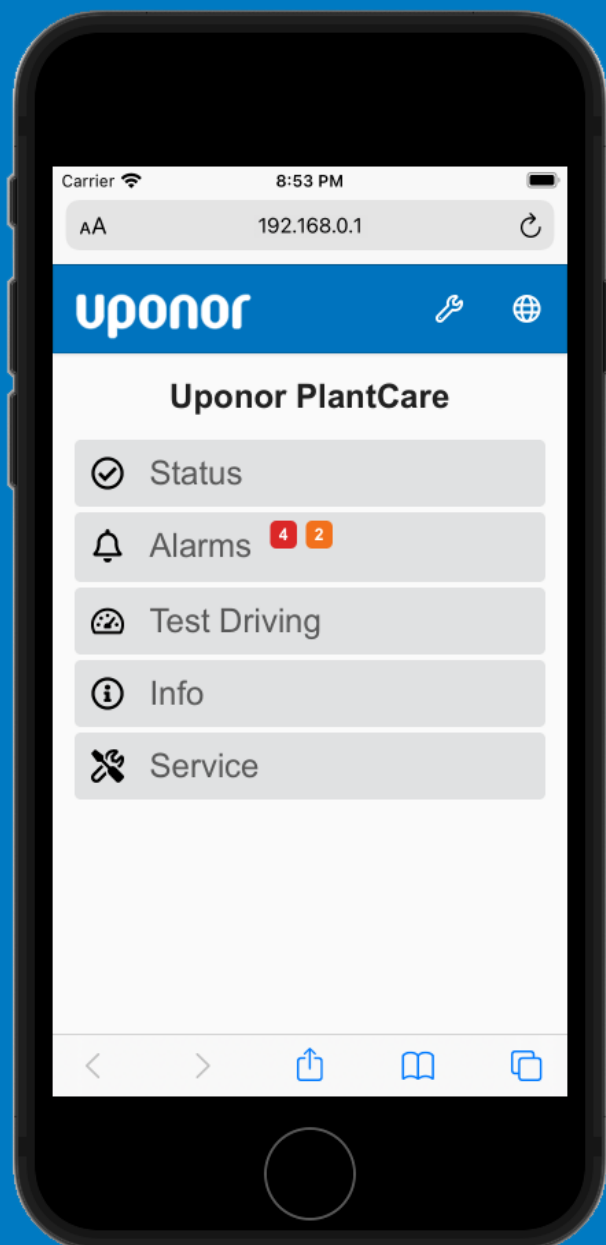 Carrier
8:53 PM
AA
192.168.0.1
uponor
Uponor PlantCare
Status
Alarms 4 2
Test Driving
Info
Service